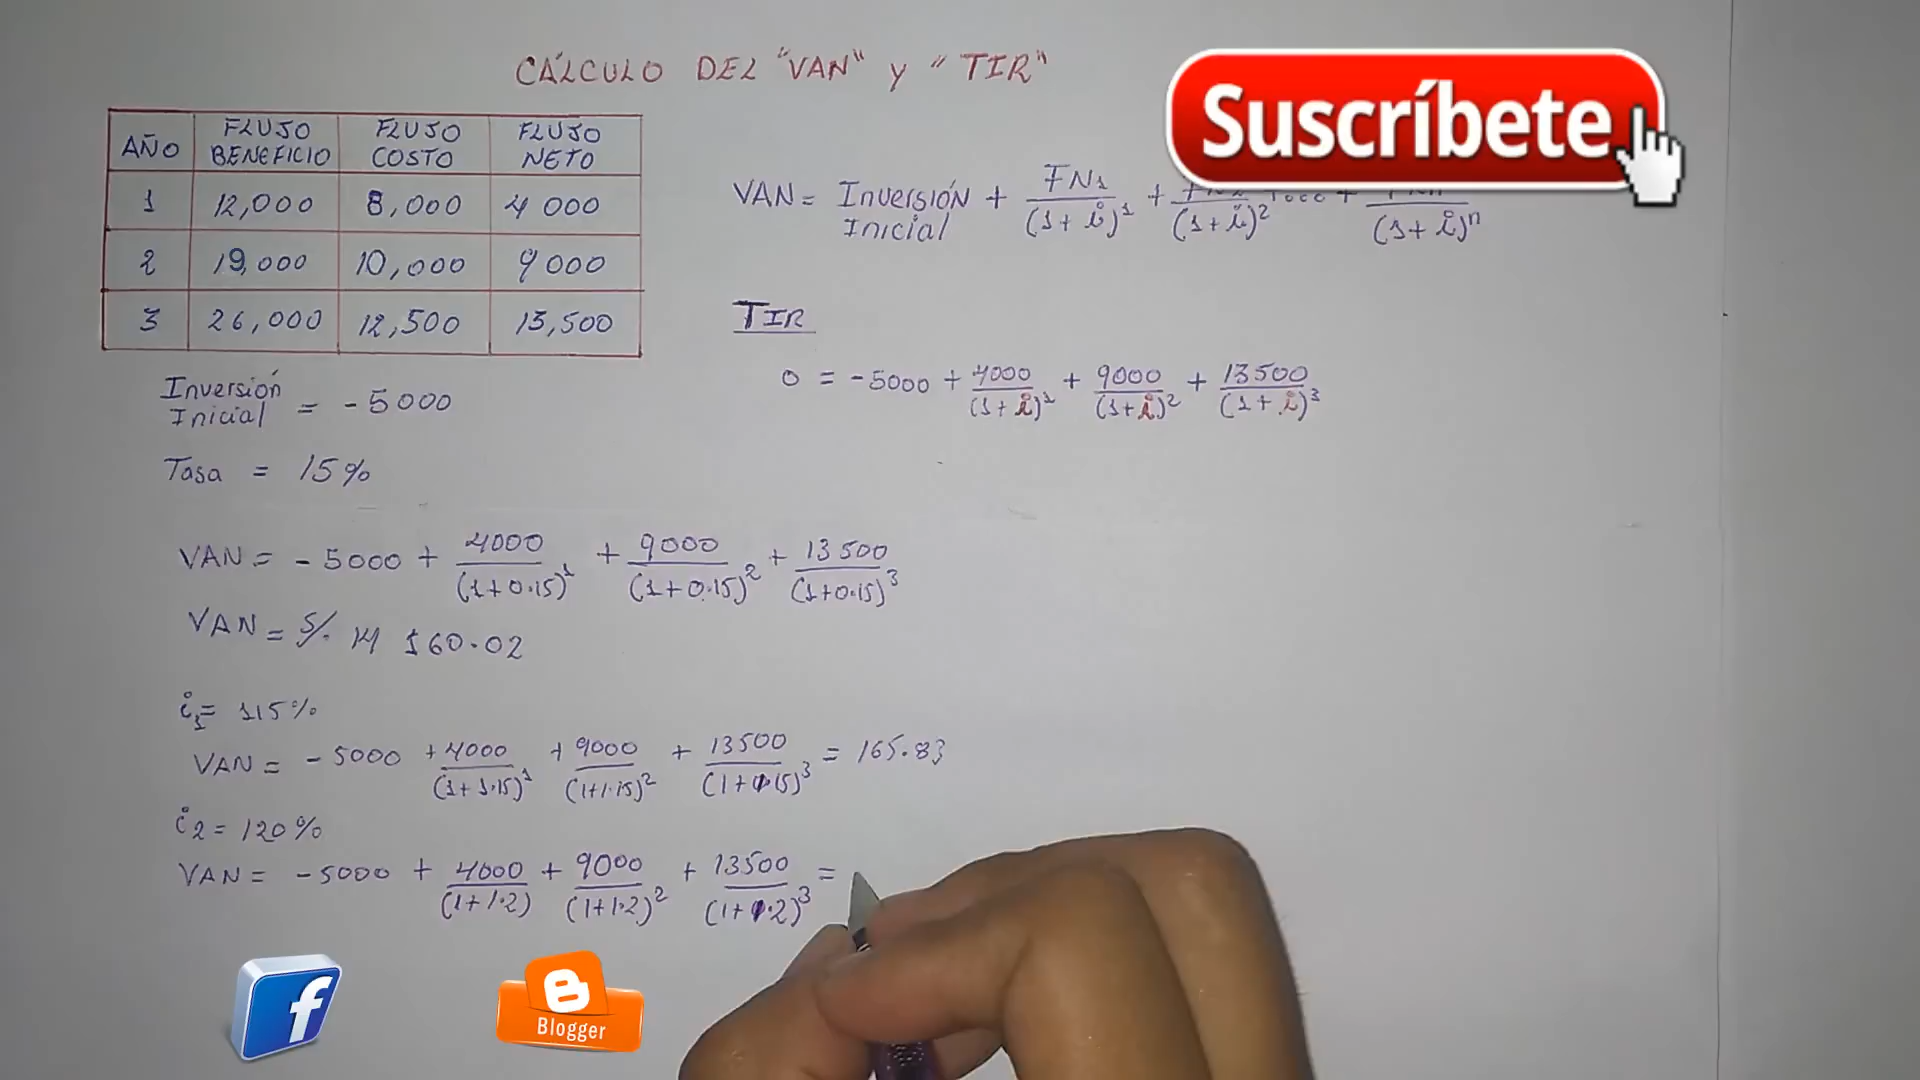 CÁLCULO DEL "VAN" y "TIR"
Suscríbete
AÑO FLUJO BENEFICIO FLUJO COSTO FLUJO NETO
1 12,000 8,000 4 000
2 19,000 10,000 9 000
3 26,000 12,500 13,500
VAN = Inversión Inicial + FN1/(1+i)^1 + FN2/(1+i)^2 + FNn/(1+i)^n
TIR
0 = -5000 + 4000/(1+i)^1 + 9000/(1+i)^2 + 13500/(1+i)^3
Inversión Inicial = -5000
Tasa = 15%
VAN = -5000 + 4000/(1+0.15)^1 + 9000/(1+0.15)^2 + 13500/(1+0.15)^3
VAN = S/. 14 160.02
i1 = 115%
VAN = -5000 + 4000/(1+1.15)^1 + 9000/(1+1.15)^2 + 13500/(1+1.15)^3 = 165.83
i2 = 120%
VAN = -5000 + 4000/(1+1.2) + 9000/(1+1.2)^2 + 13500/(1+1.2)^3 =
f
Blogger